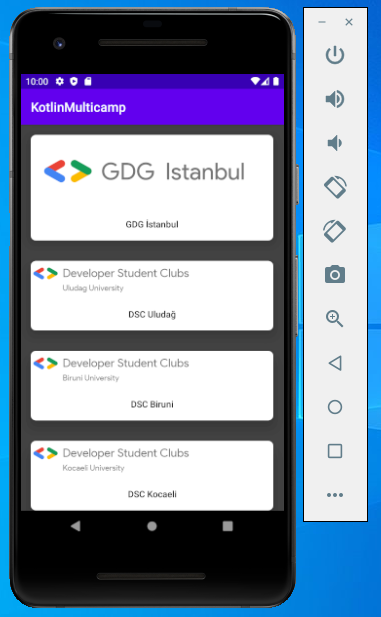 10:00
KotlinMulticamp
GDG Istanbul
GDG İstanbul
Developer Student Clubs
Uludag University
DSC Uludağ
Developer Student Clubs
Biruni University
DSC Biruni
Developer Student Clubs
Kocaeli University
DSC Kocaeli